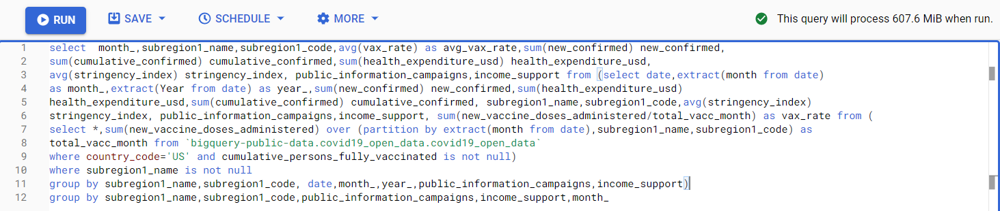 RUN SAVE SCHEDULE MORE This query will process 607.6 MiB when run.
1 select  month_,subregion1_name,subregion1_code,avg(vax_rate) as avg_vax_rate,sum(new_confirmed) new_confirmed,
2 sum(cumulative_confirmed) cumulative_confirmed,sum(health_expenditure_usd) health_expenditure_usd,
3 avg(stringency_index) stringency_index, public_information_campaigns,income_support from (select date,extract(month from date)
4 as month_,extract(Year from date) as year_,sum(new_confirmed) new_confirmed,sum(health_expenditure_usd)
5 health_expenditure_usd,sum(cumulative_confirmed) cumulative_confirmed, subregion1_name,subregion1_code,avg(stringency_index)
6 stringency_index, public_information_campaigns,income_support, sum(new_vaccine_doses_administered/total_vacc_month) as vax_rate from (
7 select *,sum(new_vaccine_doses_administered) over (partition by extract(month from date),subregion1_name,subregion1_code) as
8 total_vacc_month from `bigquery-public-data.covid19_open_data.covid19_open_data`
9 where country_code='US' and cumulative_persons_fully_vaccinated is not null)
10 where subregion1_name is not null
11 group by subregion1_name,subregion1_code, date,month_,year_,public_information_campaigns,income_support)
12 group by subregion1_name,subregion1_code,public_information_campaigns,income_support,month_